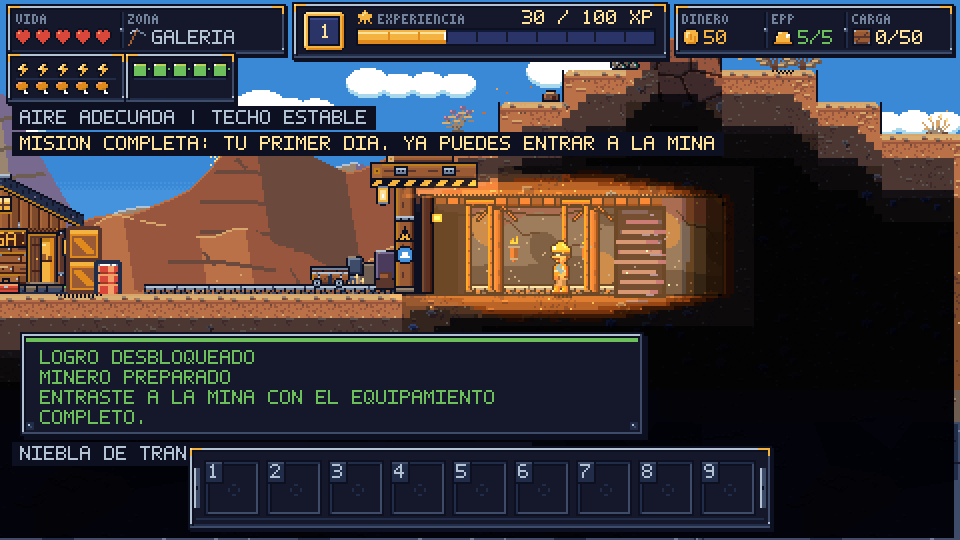 VIDA
ZONA
GALERIA
1
EXPERIENCIA
30 / 100 XP
DINERO
50
EPP
5/5
CARGA
0/50
AIRE ADECUADA | TECHO ESTABLE
MISION COMPLETA: TU PRIMER DIA. YA PUEDES ENTRAR A LA MINA
LOGRO DESBLOQUEADO
MINERO PREPARADO
ENTRASTE A LA MINA CON EL EQUIPAMIENTO
COMPLETO.
NIEBLA DE TRAN
1 2 3 4 5 6 7 8 9